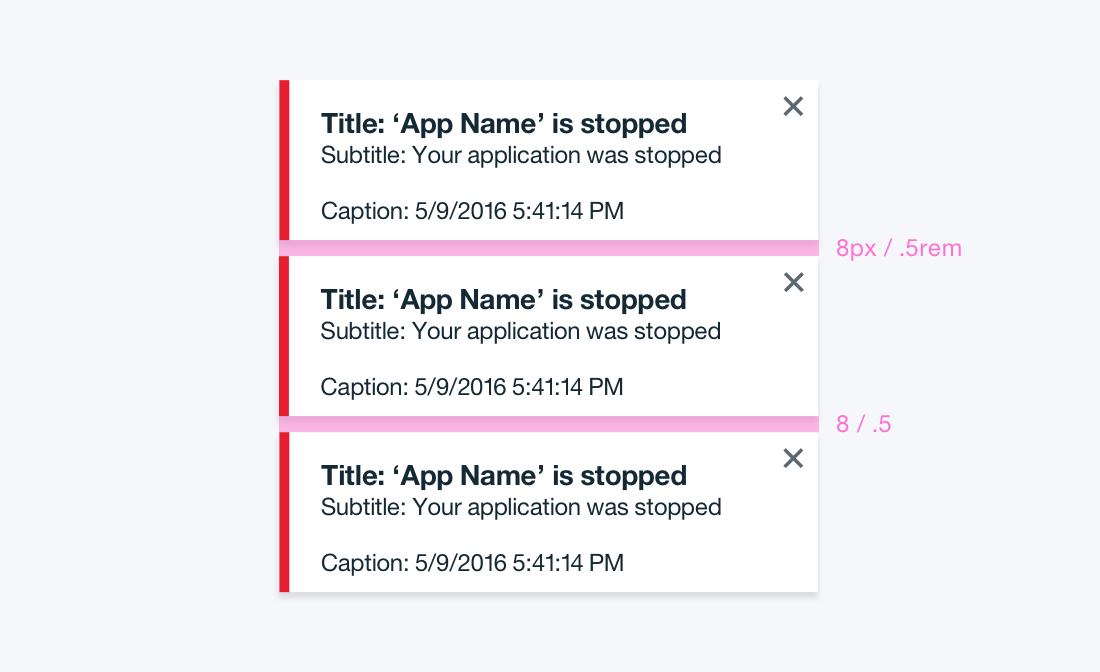 Title: ‘App Name’ is stopped
Subtitle: Your application was stopped
Caption: 5/9/2016 5:41:14 PM
8px / .5rem
Title: ‘App Name’ is stopped
Subtitle: Your application was stopped
Caption: 5/9/2016 5:41:14 PM
8 / .5
Title: ‘App Name’ is stopped
Subtitle: Your application was stopped
Caption: 5/9/2016 5:41:14 PM